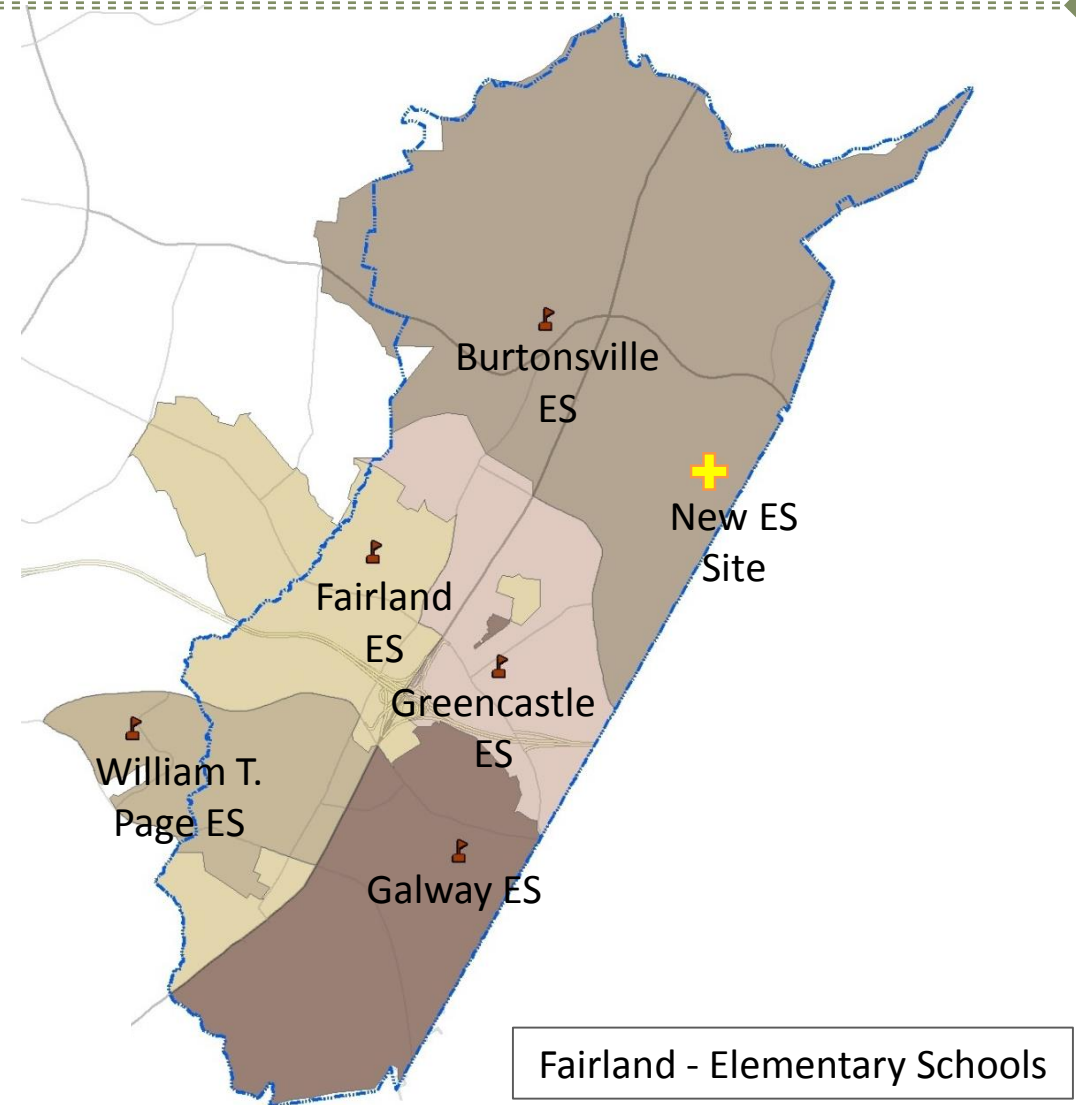 Burtonsville
ES
New ES
Site
Fairland
ES
Greencastle
ES
William T.
Page ES
Galway ES
Fairland - Elementary Schools